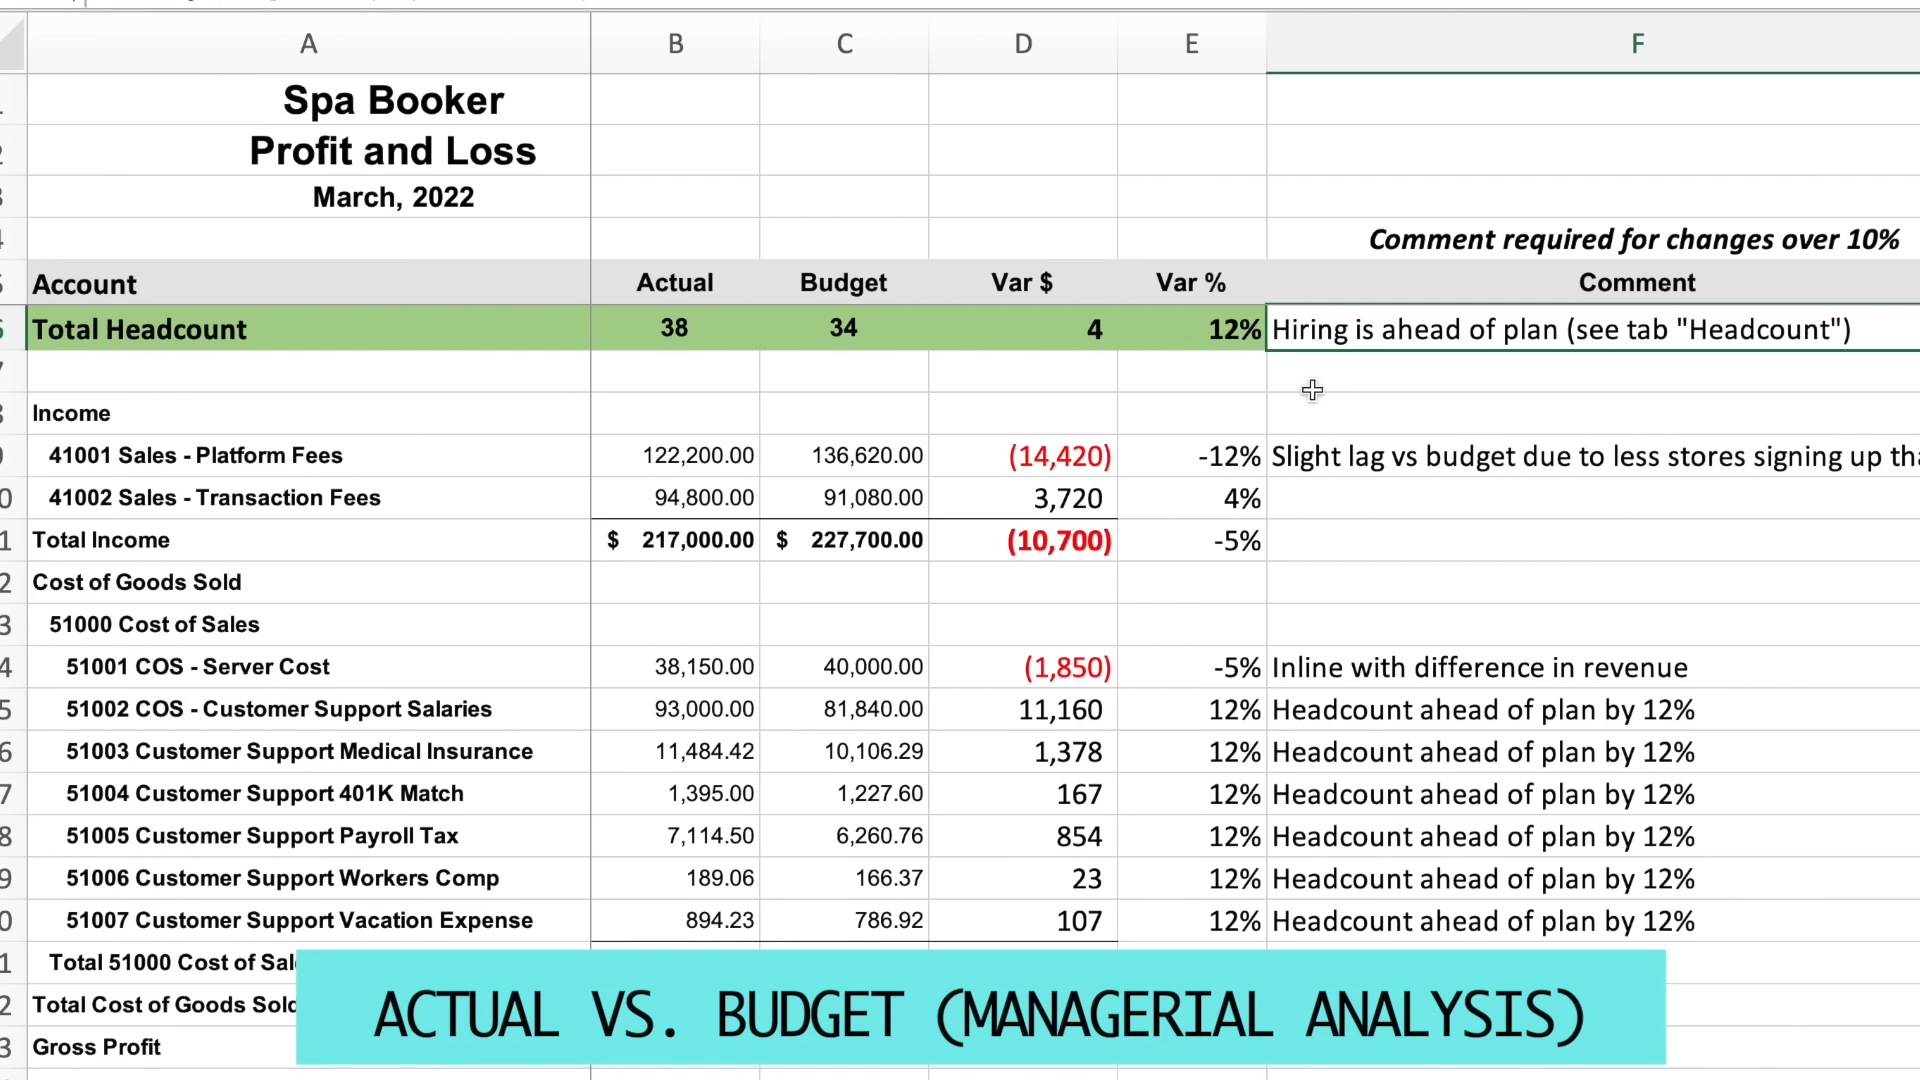 A B C D E F
Spa Booker
Profit and Loss
March, 2022
Comment required for changes over 10%
Account Actual Budget Var $ Var % Comment
Total Headcount 38 34 4 12% Hiring is ahead of plan (see tab "Headcount")
Income
41001 Sales - Platform Fees 122,200.00 136,620.00 (14,420) -12% Slight lag vs budget due to less stores signing up
41002 Sales - Transaction Fees 94,800.00 91,080.00 3,720 4%
Total Income $ 217,000.00 $ 227,700.00 (10,700) -5%
Cost of Goods Sold
51000 Cost of Sales
51001 COS - Server Cost 38,150.00 40,000.00 (1,850) -5% Inline with difference in revenue
51002 COS - Customer Support Salaries 93,000.00 81,840.00 11,160 12% Headcount ahead of plan by 12%
51003 Customer Support Medical Insurance 11,484.42 10,106.29 1,378 12% Headcount ahead of plan by 12%
51004 Customer Support 401K Match 1,395.00 1,227.60 167 12% Headcount ahead of plan by 12%
51005 Customer Support Payroll Tax 7,114.50 6,260.76 854 12% Headcount ahead of plan by 12%
51006 Customer Support Workers Comp 189.06 166.37 23 12% Headcount ahead of plan by 12%
51007 Customer Support Vacation Expense 894.23 786.92 107 12% Headcount ahead of plan by 12%
Total 51000 Cost of
Total Cost of Goods Sold
Gross Profit
ACTUAL VS. BUDGET (MANAGERIAL ANALYSIS)